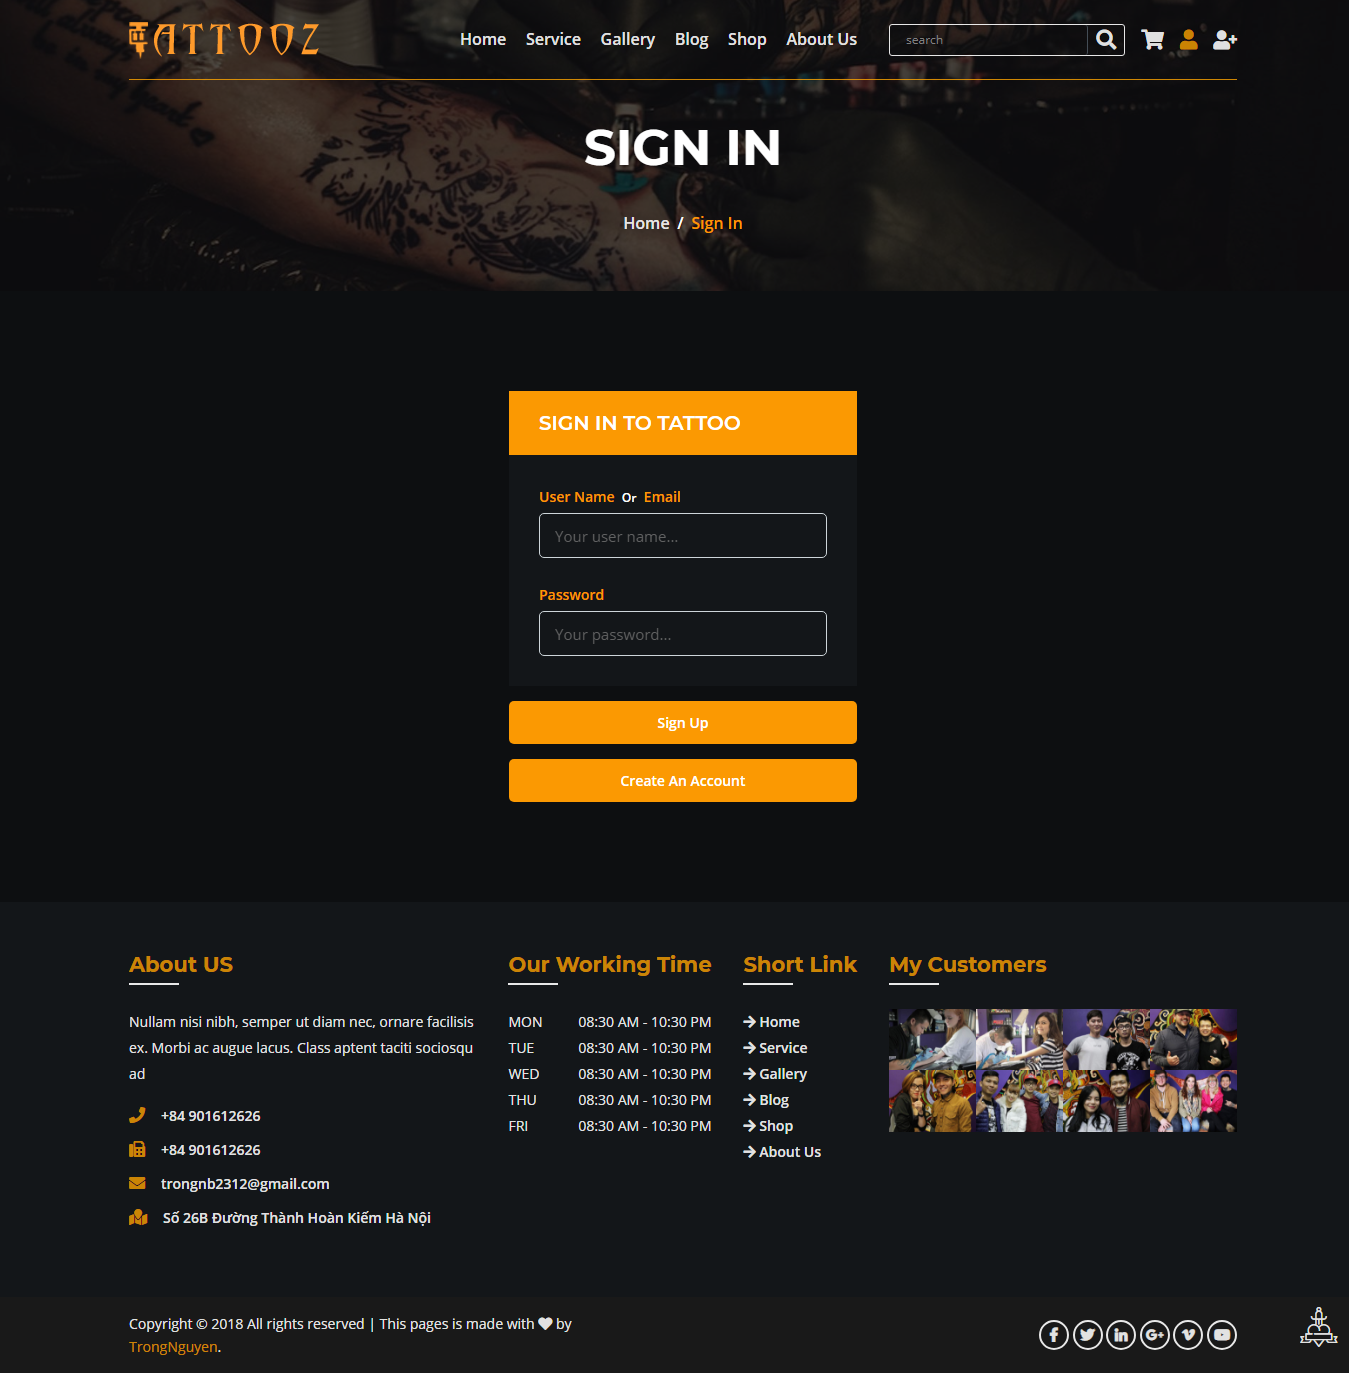 TATTOOZ
Home Service Gallery Blog Shop About Us
search
SIGN IN
Home / Sign In
SIGN IN TO TATTOO
User Name Or Email
Your user name...
Password
Your password...
Sign Up
Create An Account
About US
Nullam nisi nibh, semper ut diam nec, ornare facilisis
ex. Morbi ac augue lacus. Class aptent taciti sociosqu
ad
+84 901612626
+84 901612626
trongnb2312@gmail.com
Số 26B Đường Thành Hoàn Kiếm Hà Nội
Our Working Time
MON 08:30 AM - 10:30 PM
TUE 08:30 AM - 10:30 PM
WED 08:30 AM - 10:30 PM
THU 08:30 AM - 10:30 PM
FRI 08:30 AM - 10:30 PM
Short Link
Home
Service
Gallery
Blog
Shop
About Us
My Customers
Copyright © 2018 All rights reserved | This pages is made with ♥ by
TrongNguyen.